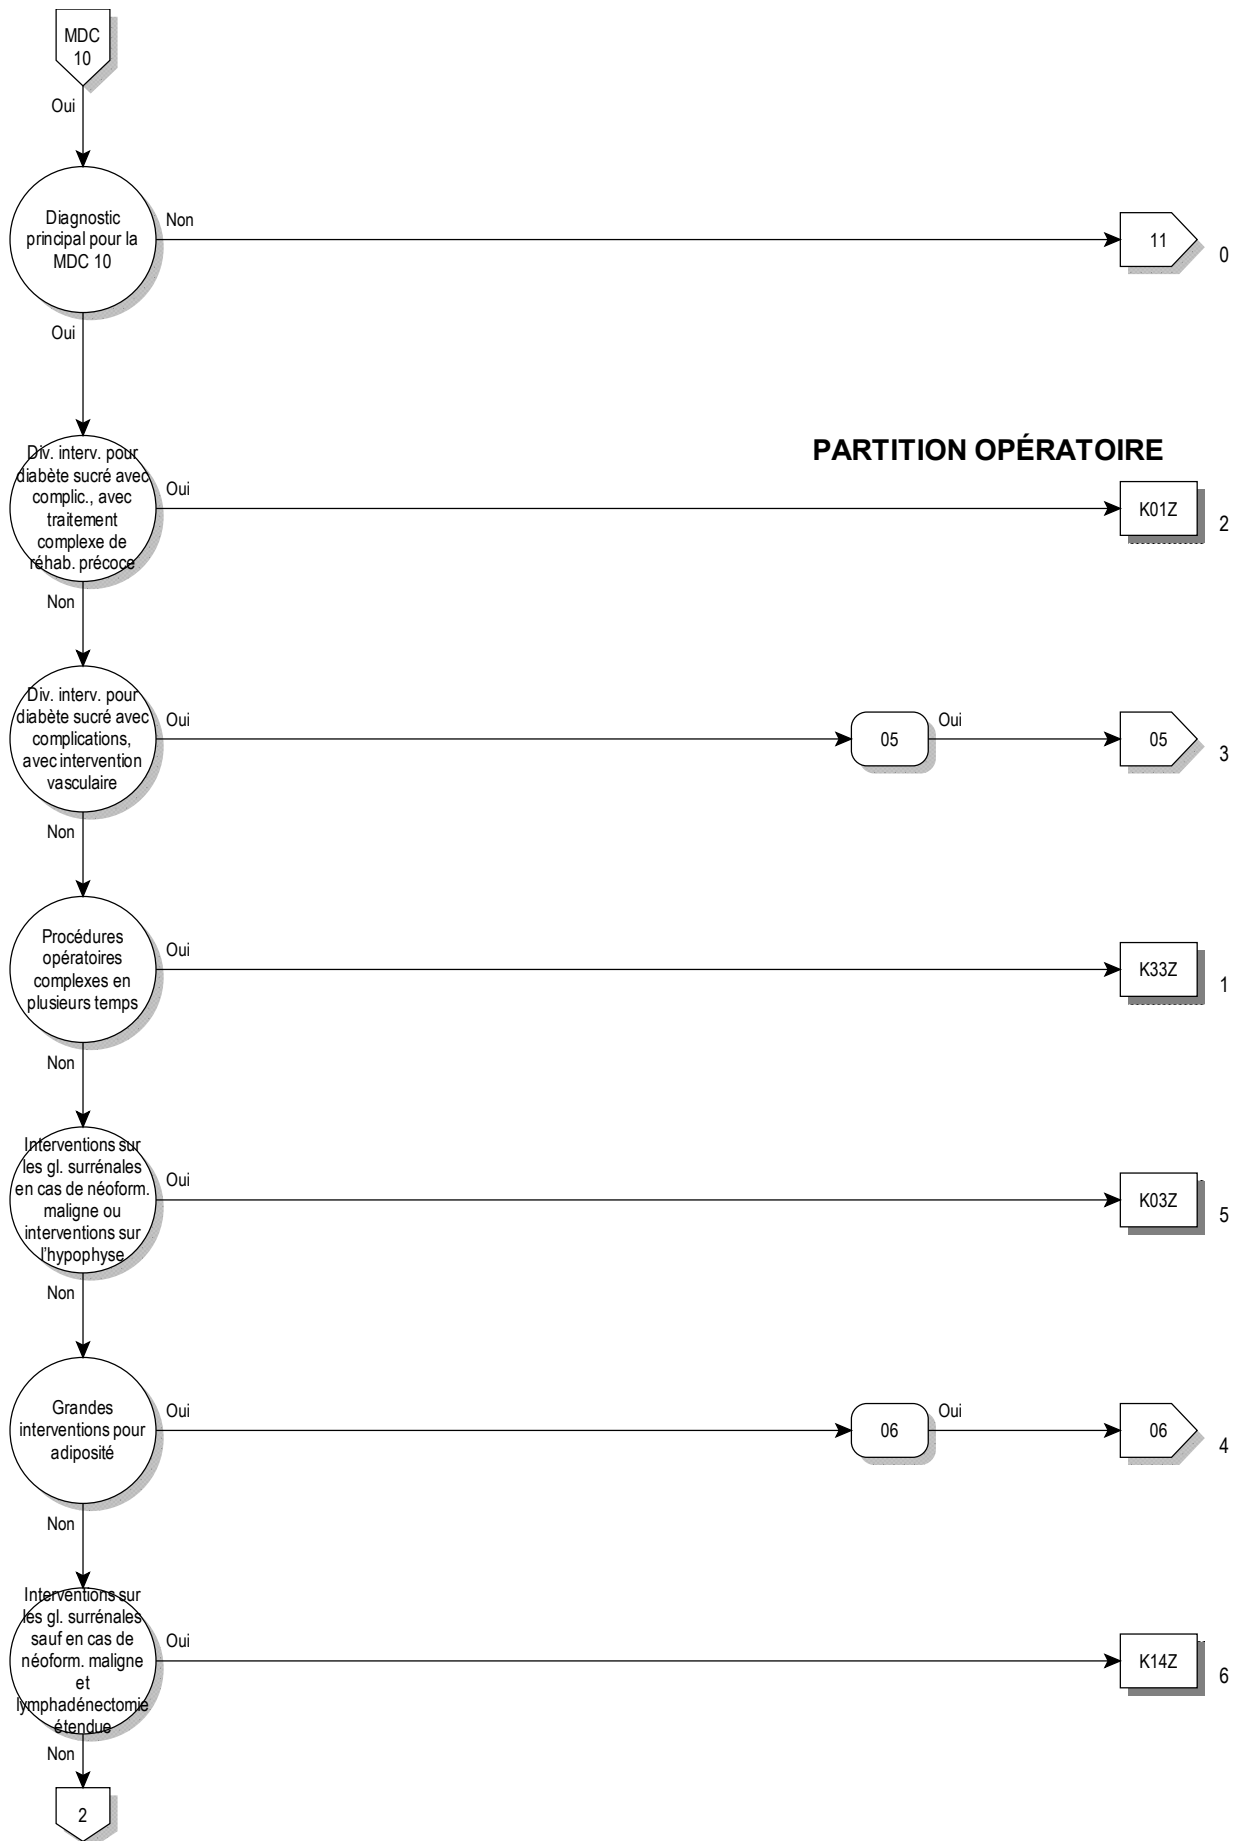 MDC
10
Oui
Diagnostic
principal pour la
MDC 10
Non
11
0
Oui
PARTITION OPÉRATOIRE
Div. interv. pour
diabète sucré avec
complic., avec
traitement
complexe de
réhab. précoce
Oui
K01Z
2
Non
Div. interv. pour
diabète sucré avec
complications,
avec intervention
vasculaire
Oui
05
Oui
05
3
Non
Procédures
opératoires
complexes en
plusieurs temps
Oui
K33Z
1
Non
Interventions sur
les gl. surrénales
en cas de néoform.
maligne ou
interventions sur
l'hypophyse
Oui
K03Z
5
Non
Grandes
interventions pour
adiposité
Oui
06
Oui
06
4
Non
Interventions sur
les gl. surrénales
sauf en cas de
néoform. maligne
et
lymphadénectomie
étendue
Oui
K14Z
6
Non
2